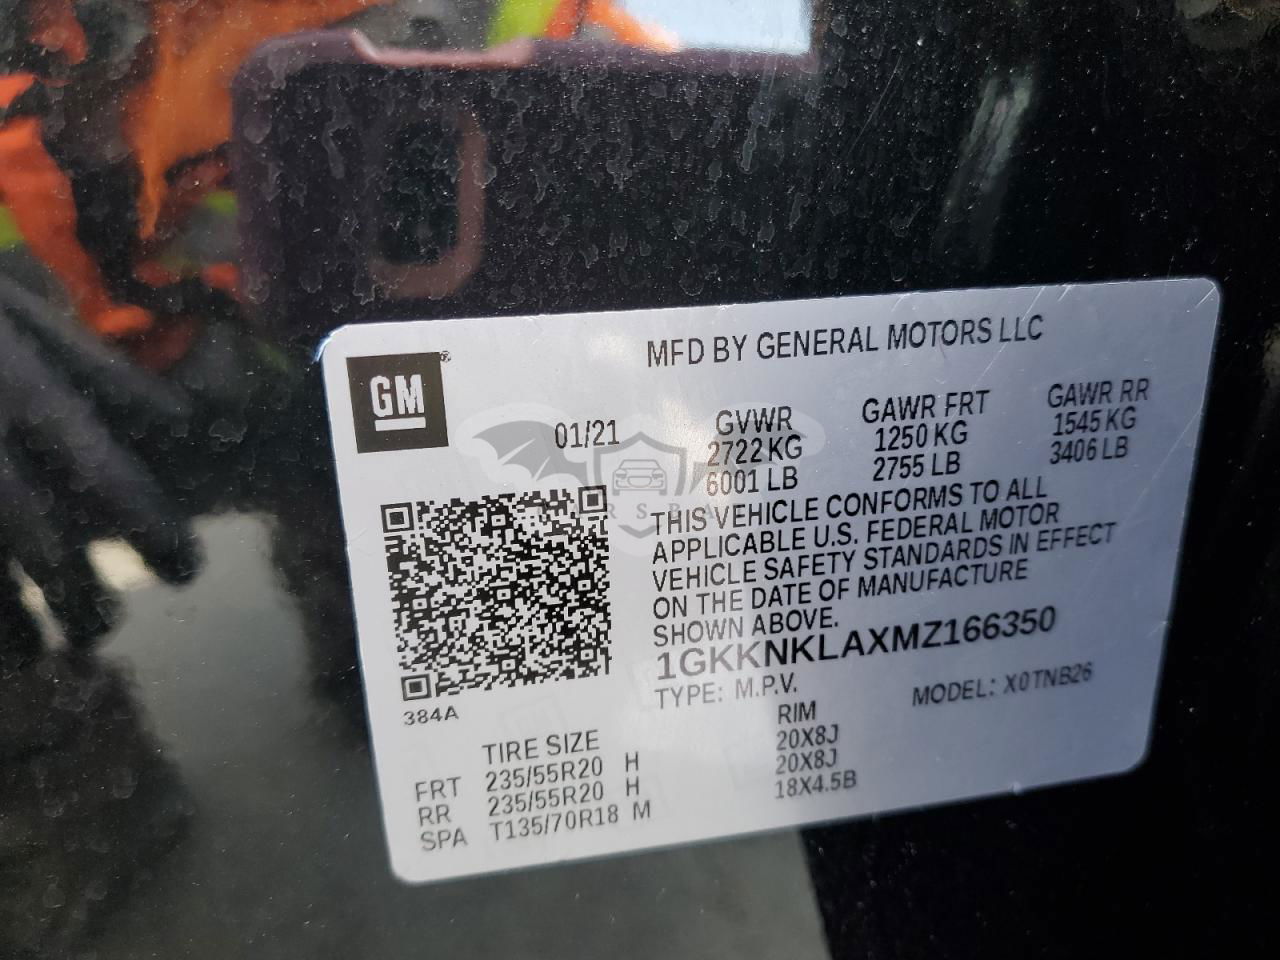 MFD BY GENERAL MOTORS LLC
GM®
01/21
GVWR GAWR FRT GAWR RR
2722 KG 1250 KG 1545 KG
6001 LB 2755 LB 3406 LB
THIS VEHICLE CONFORMS TO ALL
APPLICABLE U.S. FEDERAL MOTOR
VEHICLE SAFETY STANDARDS IN EFFECT
ON THE DATE OF MANUFACTURE
SHOWN ABOVE.
1GKKNKLAXMZ166350
TYPE: M.P.V. MODEL: X0TNB26
384A
TIRE SIZE RIM
FRT 235/55R20 H 20X8J
RR 235/55R20 H 20X8J
SPA T135/70R18 M 18X4.5B